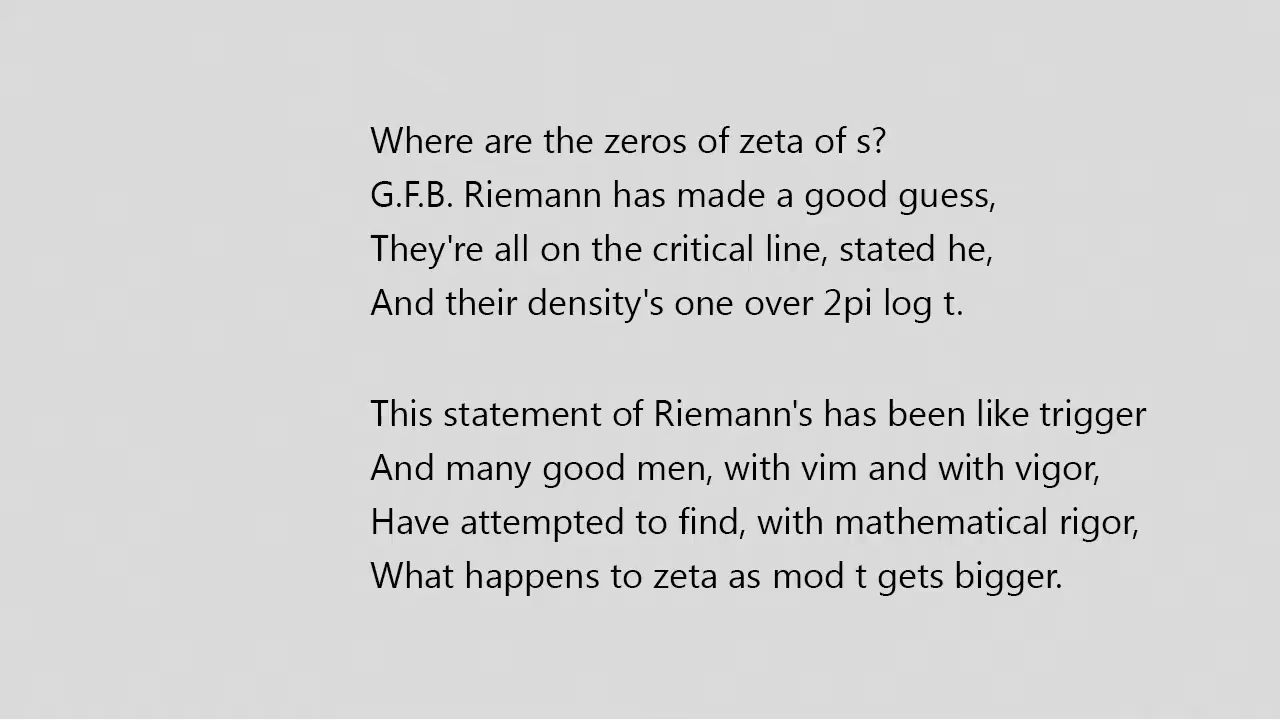 Where are the zeros of zeta of s?
G.F.B. Riemann has made a good guess,
They're all on the critical line, stated he,
And their density's one over 2pi log t.
This statement of Riemann's has been like trigger
And many good men, with vim and with vigor,
Have attempted to find, with mathematical rigor,
What happens to zeta as mod t gets bigger.